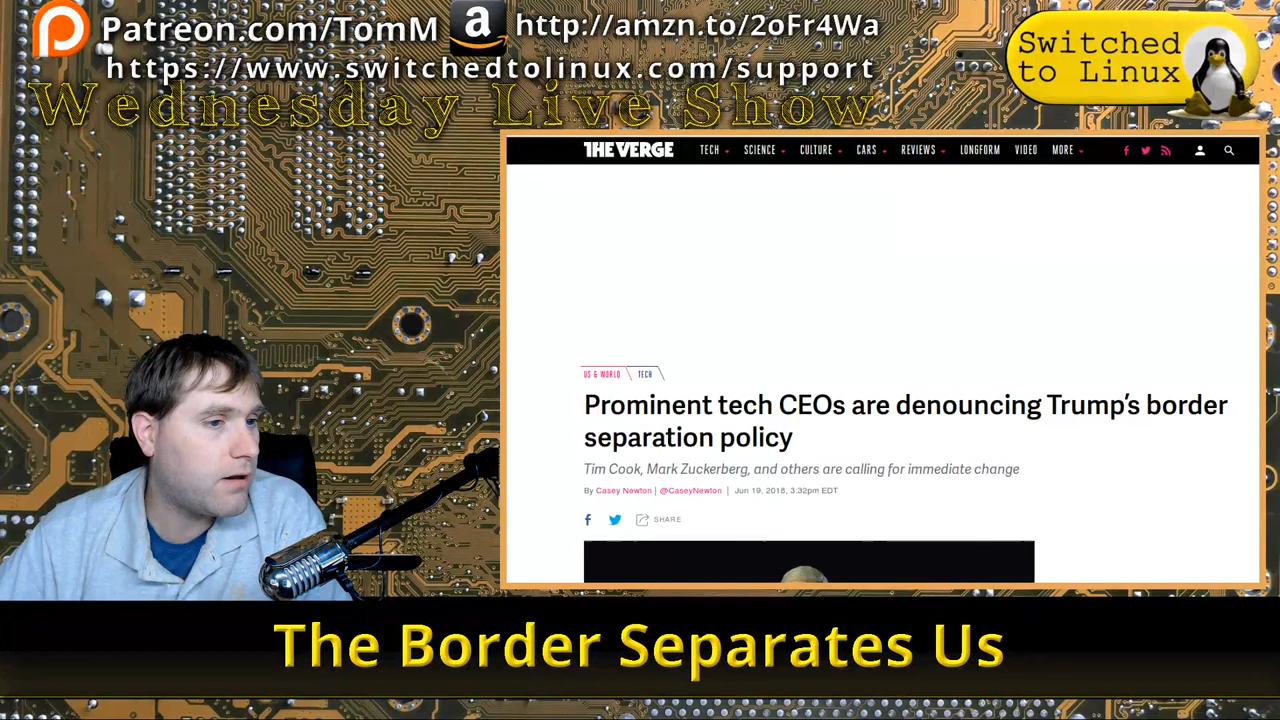 Patreon.com/TomM
http://amzn.to/2oFr4Wa
https://www.switchedtolinux.com/support
Wednesday Live Show
Switched
to Linux
THE VERGE
TECH SCIENCE CULTURE CARS REVIEWS LONGFORM VIDEO MORE
US & WORLD TECH
Prominent tech CEOs are denouncing Trump's border
separation policy
Tim Cook, Mark Zuckerberg, and others are calling for immediate change
By Casey Newton | @CaseyNewton | Jun 19, 2018, 3:32pm EDT
SHARE
The Border Separates Us